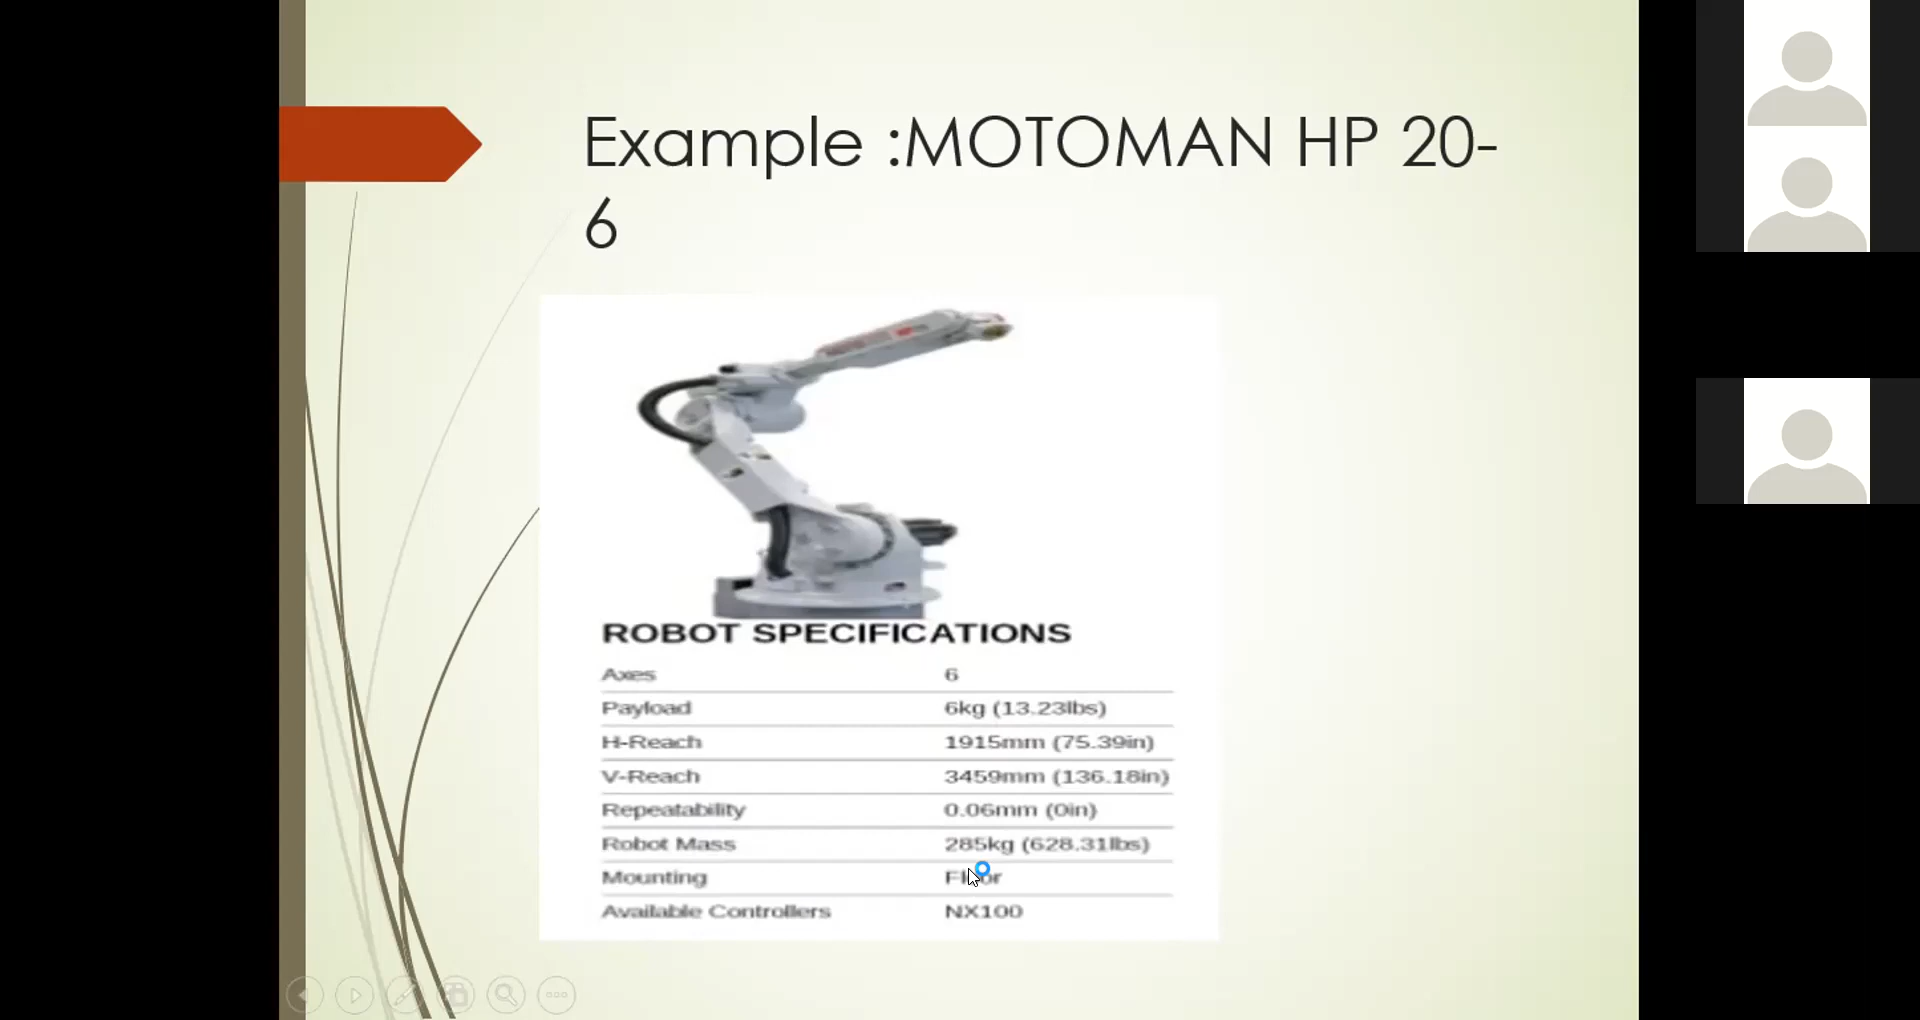 Example :MOTOMAN HP 20-
6
ROBOT SPECIFICATIONS
Axes 6
Payload 6kg (13.23lbs)
H-Reach 1915mm (75.39in)
V-Reach 3459mm (136.18in)
Repeatability 0.06mm (0in)
Robot Mass 285kg (628.31lbs)
Mounting Floor
Available Controllers NX100